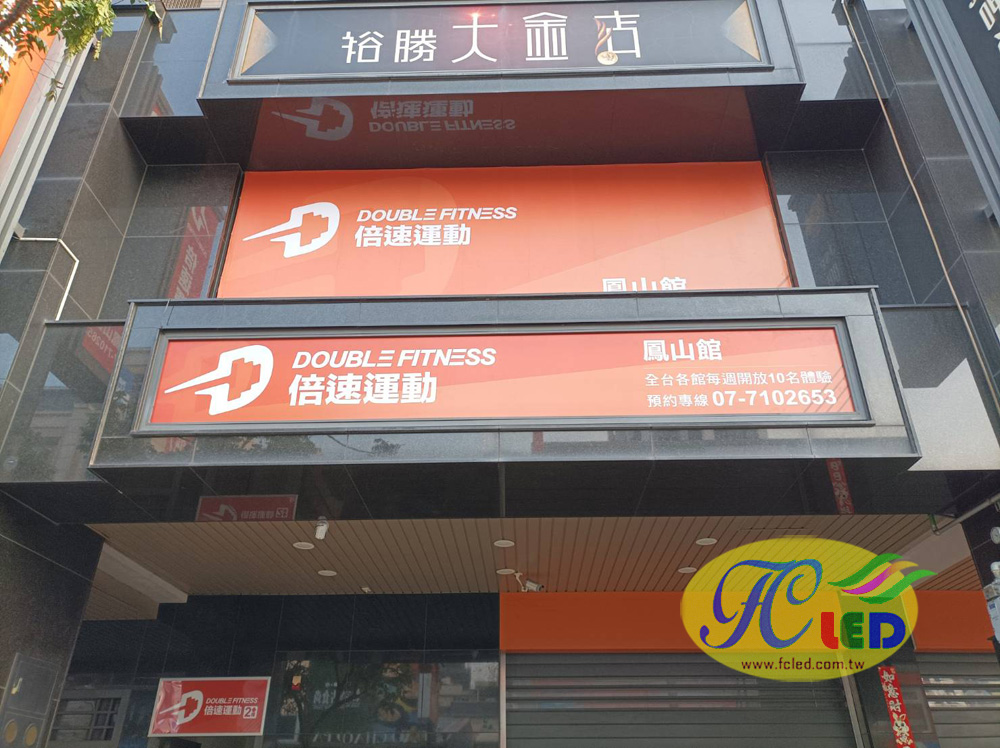 裕勝大金店
DOUBLE FITNESS
倍速運動
鳳山館
DOUBLE FITNESS
倍速運動
鳳山館
全台各館每週開放10名體驗
預約專線 07-7102653
FC LED
www.fcled.com.tw
DOUBLE FITNESS
倍速運動